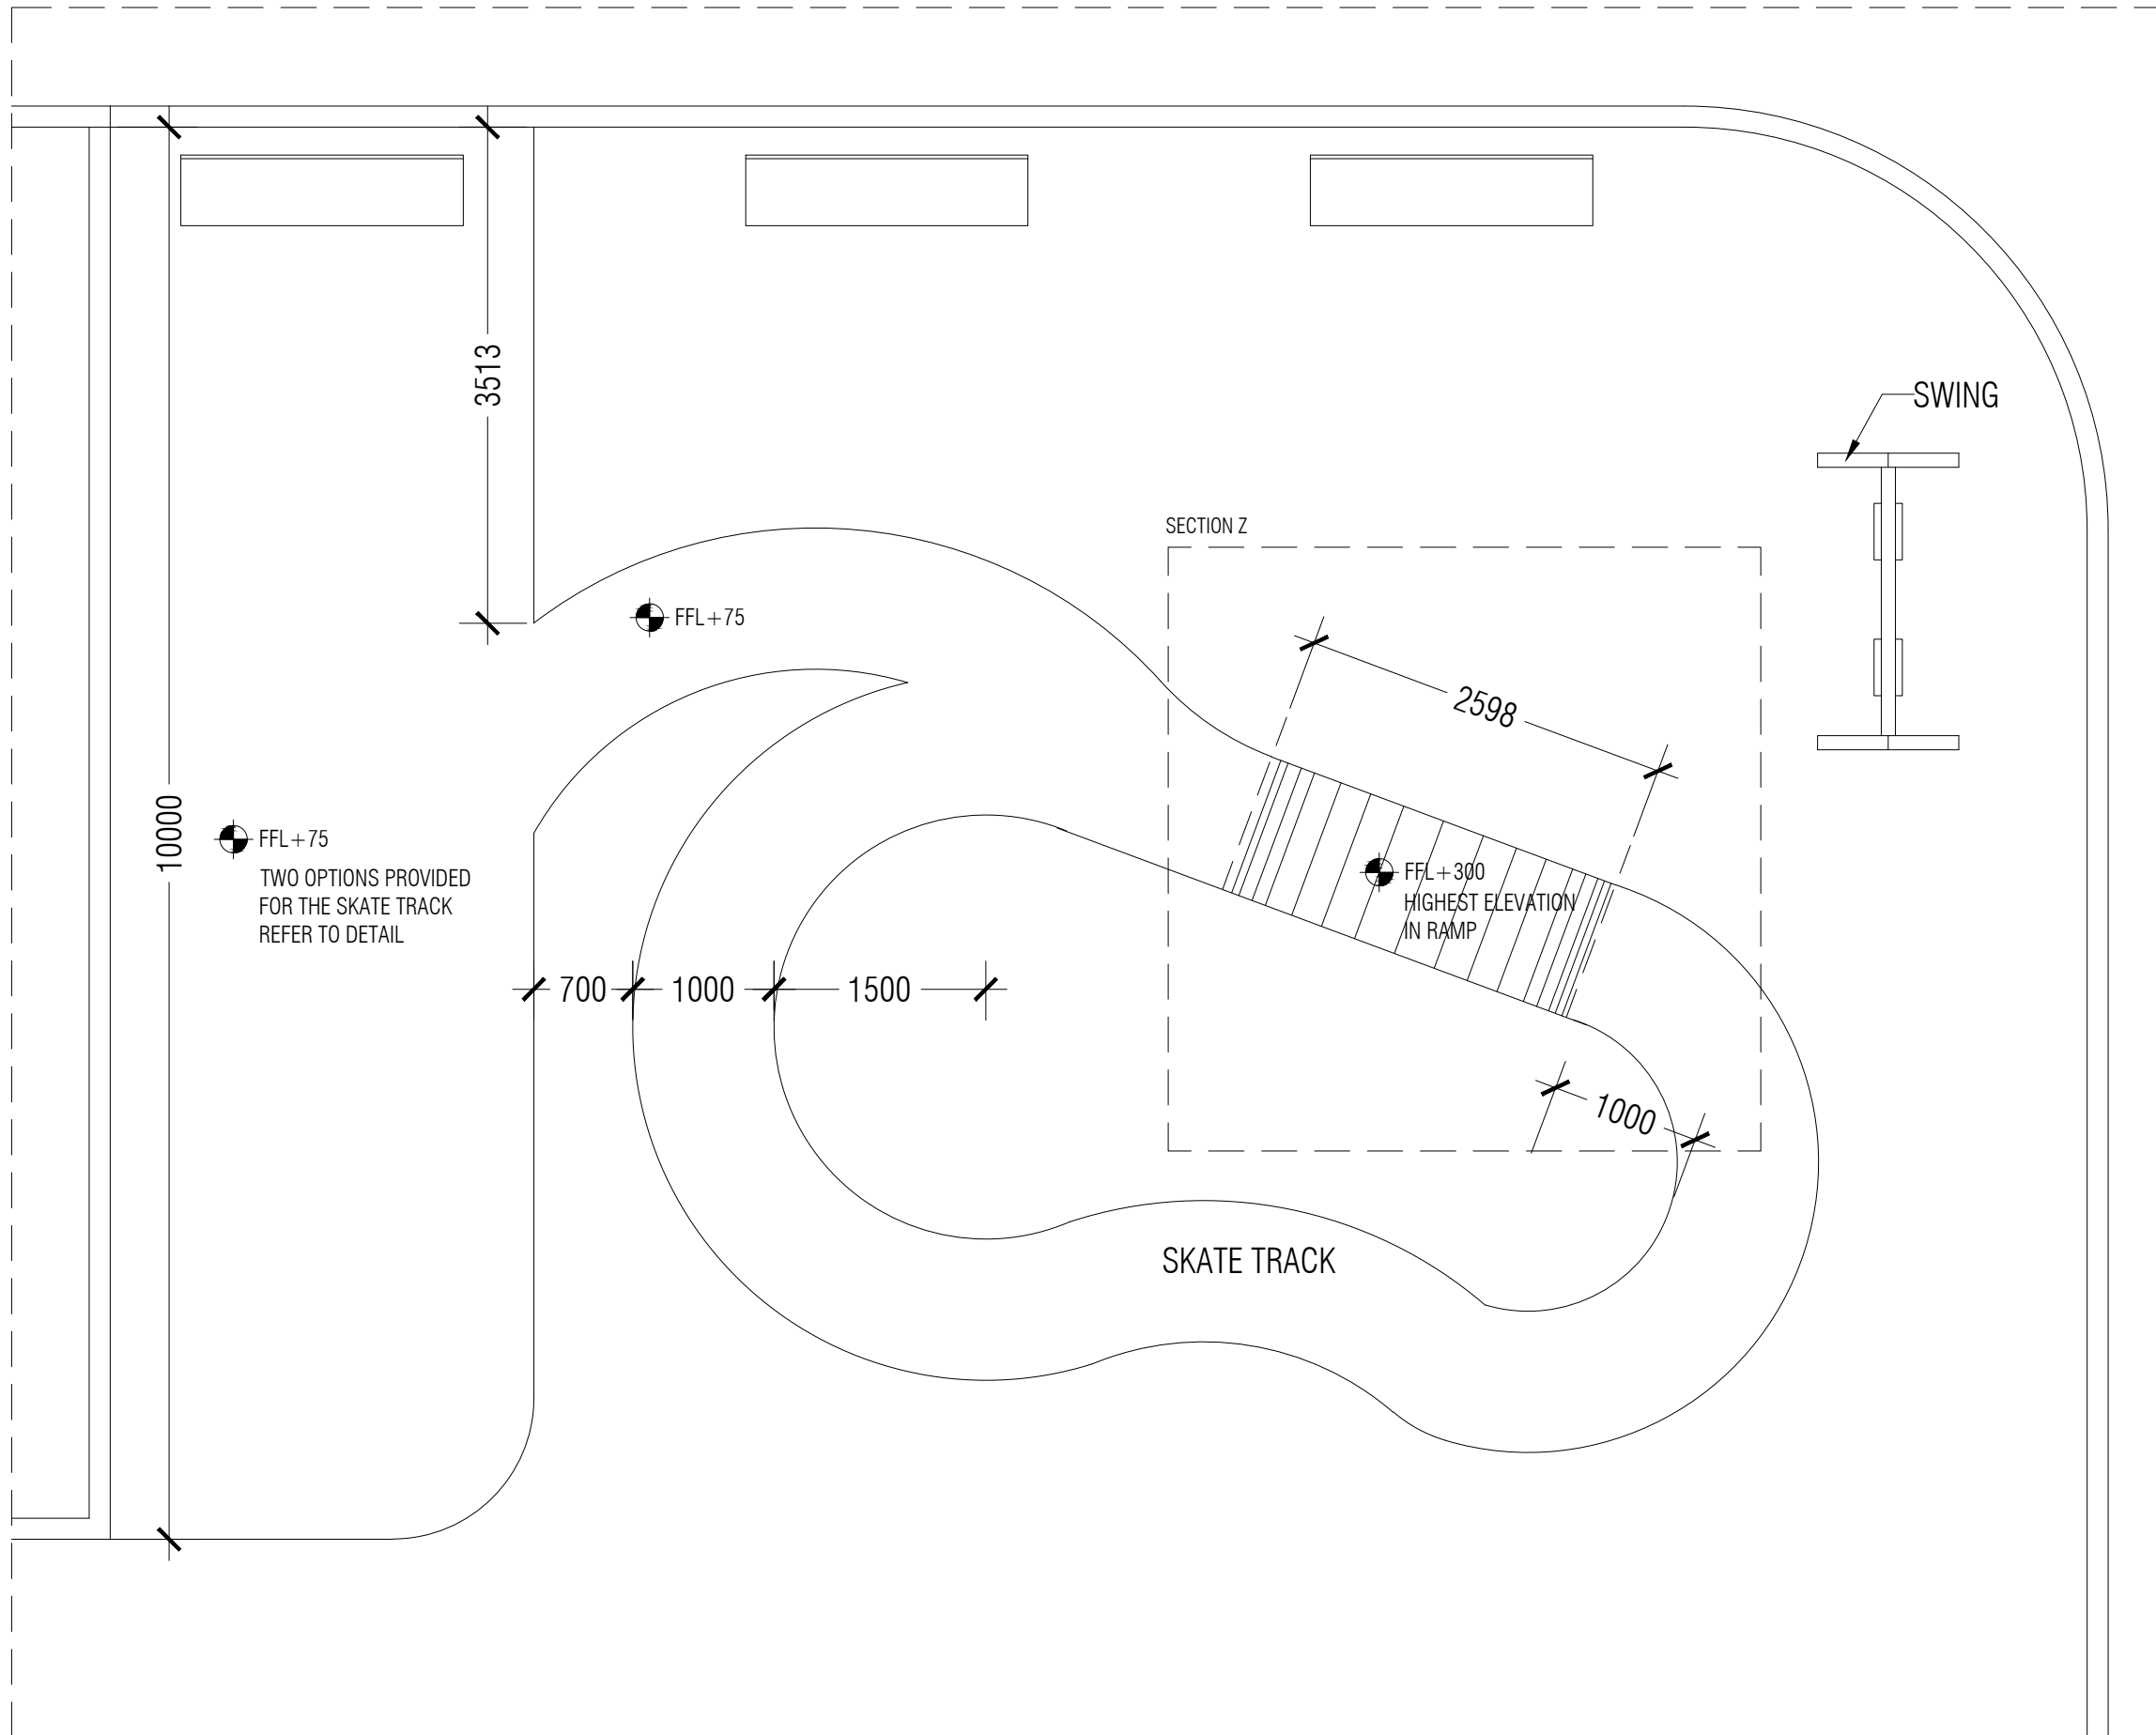 3513
SWING
SECTION Z
FFL+75
2598
10000
FFL+75
TWO OPTIONS PROVIDED
FOR THE SKATE TRACK
REFER TO DETAIL
FFL+300
HIGHEST ELEVATION
IN RAMP
700
1000
1500
1000
SKATE TRACK